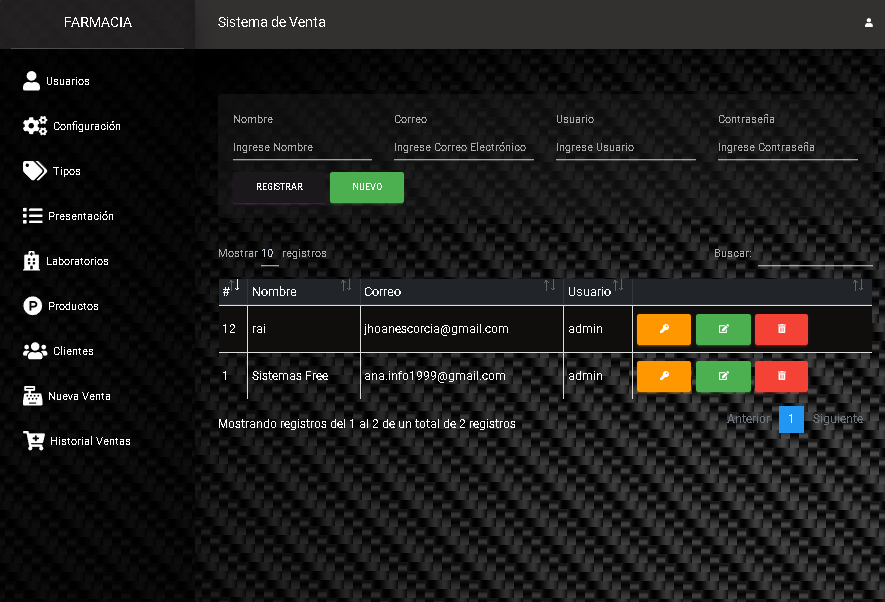 FARMACIA
Sistema de Venta
Usuarios
Configuración
Tipos
Presentación
Laboratorios
Productos
Clientes
Nueva Venta
Historial Ventas
Nombre Correo Usuario Contraseña
Ingrese Nombre Ingrese Correo Electrónico Ingrese Usuario Ingrese Contraseña
REGISTRAR NUEVO
Mostrar 10 registros Buscar:
# Nombre Correo Usuario
12 rai jhoanescorcia@gmail.com admin
1 Sistemas Free ana.info1999@gmail.com admin
Mostrando registros del 1 al 2 de un total de 2 registros
Anterior 1 Siguiente